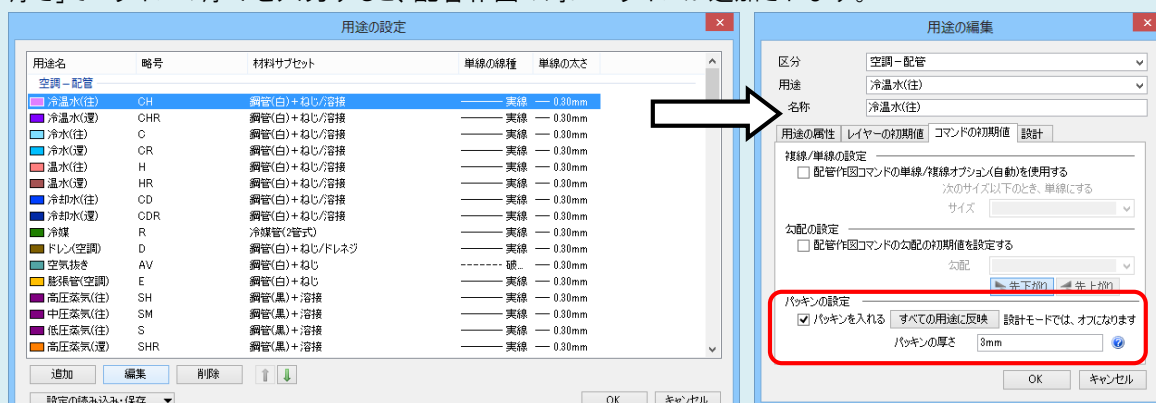 用途の設定
用途名 略号 材料サブセット 単線の線種 単線の太さ
空調－配管
冷温水(往) CH 鋼管(白)+ねじ/溶接 実線 0.30mm
冷温水(還) CHR 鋼管(白)+ねじ/溶接 実線 0.30mm
冷水(往) C 鋼管(白)+ねじ/溶接 実線 0.30mm
冷水(還) CR 鋼管(白)+ねじ/溶接 実線 0.30mm
温水(往) H 鋼管(白)+ねじ/溶接 実線 0.30mm
温水(還) HR 鋼管(白)+ねじ/溶接 実線 0.30mm
冷却水(往) CD 鋼管(白)+ねじ/溶接 実線 0.30mm
冷却水(還) CDR 鋼管(白)+ねじ/溶接 実線 0.30mm
冷媒 R 冷媒管(2管式) 実線 0.30mm
ドレン(空調) D 鋼管(白)+ねじ/ドレネジ 実線 0.30mm
空気抜き AV 鋼管(白)+ねじ 破... 0.30mm
膨張管(空調) E 鋼管(白)+ねじ 実線 0.30mm
高圧蒸気(往) SH 鋼管(黒)+溶接 実線 0.30mm
中圧蒸気(往) SM 鋼管(黒)+溶接 実線 0.30mm
低圧蒸気(往) S 鋼管(黒)+溶接 実線 0.30mm
高圧蒸気(還) SHR 鋼管(黒)+溶接 実線 0.30mm
追加 編集 削除
設定の読み込み・保存 OK キャンセル
用途の編集
区分 空調－配管
用途 冷温水(往)
名称 冷温水(往)
用途の属性 レイヤーの初期値 コマンドの初期値 設計
複線/単線の設定
配管作図コマンドの単線/複線オプション(自動)を使用する
次のサイズ以下のとき、単線にする
サイズ
勾配の設定
配管作図コマンドの勾配の初期値を設定する
勾配
先下がり 先上がり
パッキンの設定
パッキンを入れる すべての用途に反映 設計モードでは、オフになります
パッキンの厚さ 3mm
OK キャンセル